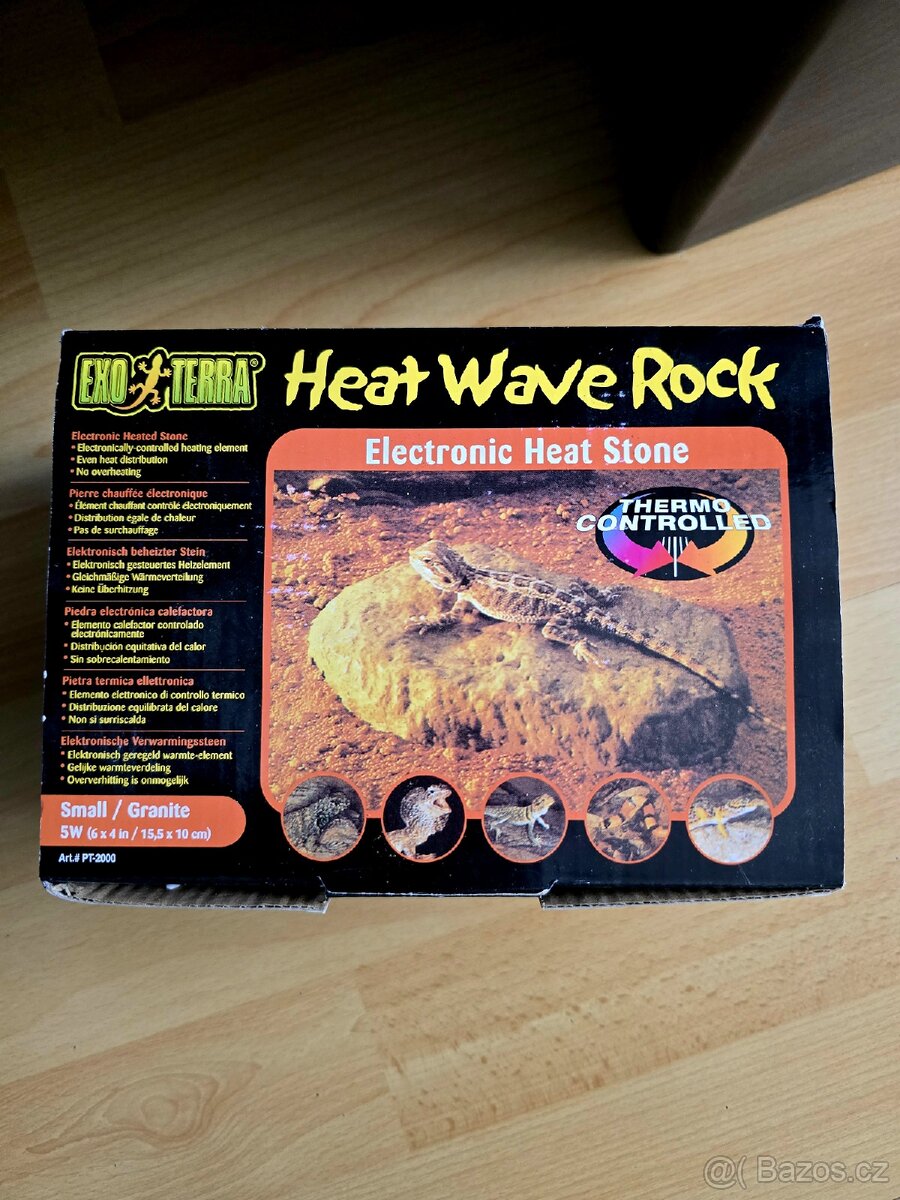 EXO TERRA®
Heat Wave Rock
Electronic Heat Stone
THERMO
CONTROLLED
Electronic Heated Stone
• Electronically-controlled heating element
• Even heat distribution
• No overheating
Pierre chauffée électronique
• Élément chauffant contrôlé électroniquement
• Distribution égale de chaleur
• Pas de surchauffage
Elektronisch beheizter Stein
• Elektronisch gesteuertes Heizelement
• Gleichmäßige Wärmeverteilung
• Keine Überhitzung
Piedra electrónica calefactora
• Elemento calefactor controlado
electrónicamente
• Distribución equitativa del calor
• Sin sobrecalentamiento
Pietra termica ellettronica
• Elemento elettronico di controllo termico
• Distribuzione equilibrata del calore
• Non si surriscalda
Elektronische Verwarmingssteen
• Elektronisch geregeld warmte-element
• Gelijke warmteverdeling
• Oververhitting is onmogelijk
Small / Granite
5W (6 x 4 in / 15,5 x 10 cm)
Art.# PT-2000
@( Bazos.cz